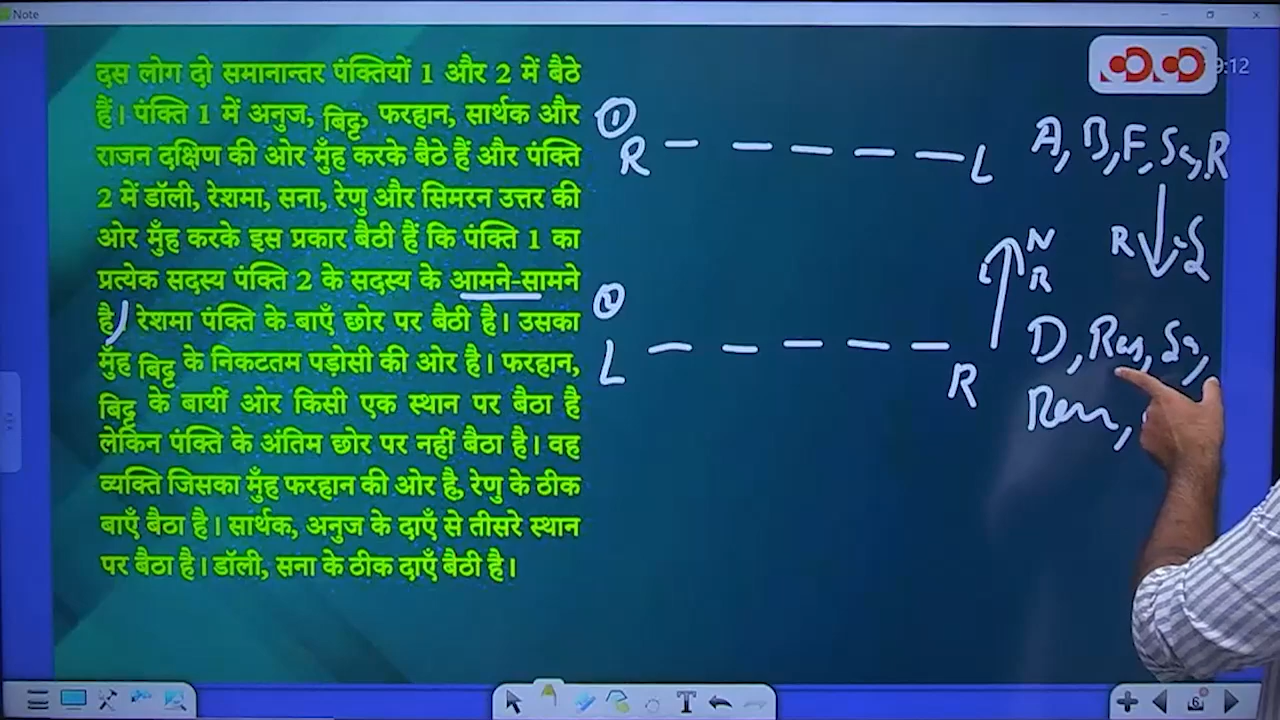 Note
9:12
दस लोग दो समानान्तर पंक्तियों 1 और 2 में बैठे
हैं। पंक्ति 1 में अनुज, बिट्टू, फरहान, सार्थक और
राजन दक्षिण की ओर मुँह करके बैठे हैं और पंक्ति
2 में डॉली, रेशमा, सना, रेणु और सिमरन उत्तर की
ओर मुँह करके इस प्रकार बैठी हैं कि पंक्ति 1 का
प्रत्येक सदस्य पंक्ति 2 के सदस्य के आमने-सामने
है। रेशमा पंक्ति के बाएँ छोर पर बैठी है। उसका
मुँह बिट्टू के निकटतम पड़ोसी की ओर है। फरहान,
बिट्टू के बायीं ओर किसी एक स्थान पर बैठा है
लेकिन पंक्ति के अंतिम छोर पर नहीं बैठा है। वह
व्यक्ति जिसका मुँह फरहान की ओर है, रेणु के ठीक
बाएँ बैठा है। सार्थक, अनुज के दाएँ से तीसरे स्थान
पर बैठा है। डॉली, सना के ठीक दाएँ बैठी है।
1
R L
2
L R
A, B, F, Sa, R
R
N
R
D, Res, Sa,
Ren,
6